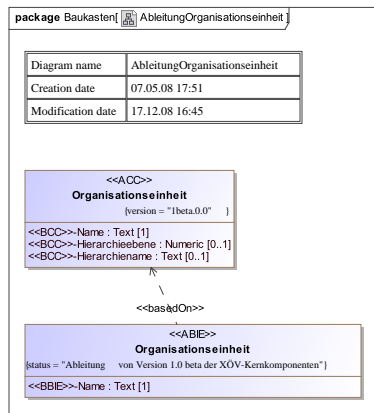 package Baukasten[ AbleitungOrganisationseinheit ]
Diagram name AbleitungOrganisationseinheit
Creation date 07.05.08 17:51
Modification date 17.12.08 16:45
<<ACC>>
Organisationseinheit
{version = "1beta.0.0" }
<<BCC>>-Name : Text [1]
<<BCC>>-Hierarchieebene : Numeric [0..1]
<<BCC>>-Hierarchiename : Text [0..1]
<<basedOn>>
<<ABIE>>
Organisationseinheit
{status = "Ableitung von Version 1.0 beta der XÖV-Kernkomponenten"}
<<BBIE>>-Name : Text [1]